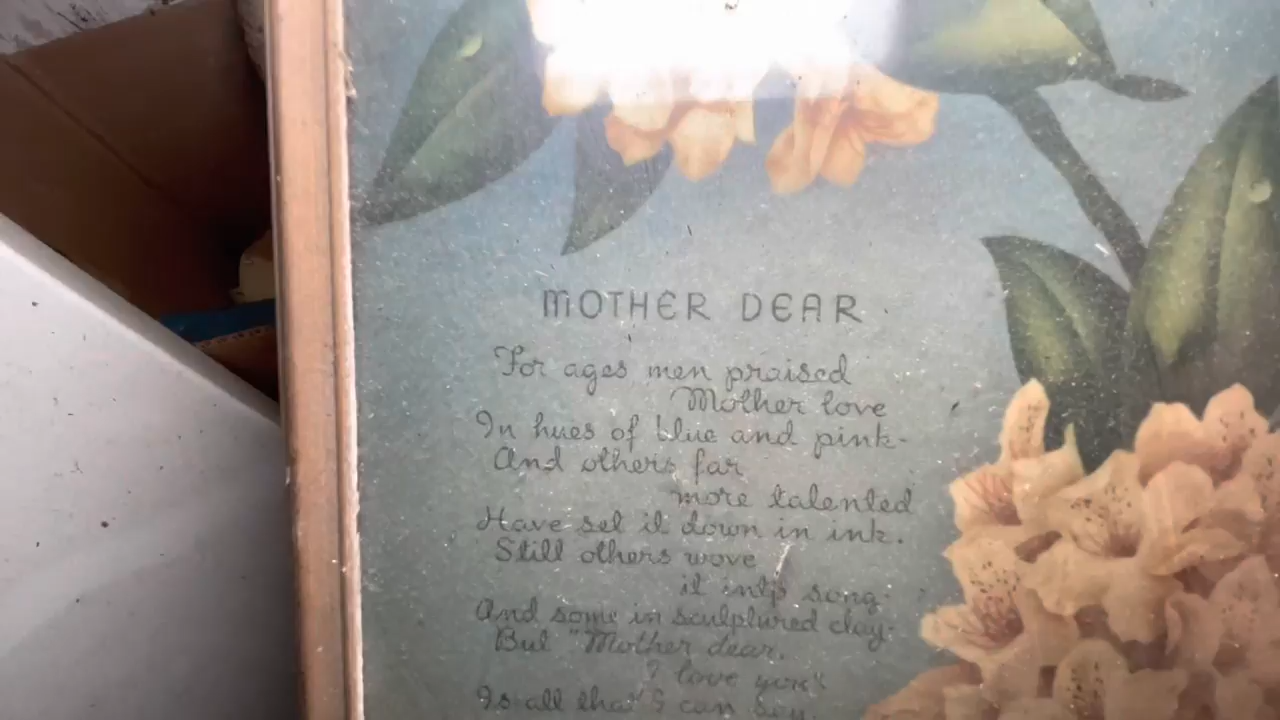 MOTHER DEAR
For ages men praised
Mother love
In hues of blue and pink-
And others far
more talented
Have set it down in ink.
Still others wove
it into song-
And some in sculptured clay-
But "Mother dear,
I love you"
Is all that I can say.